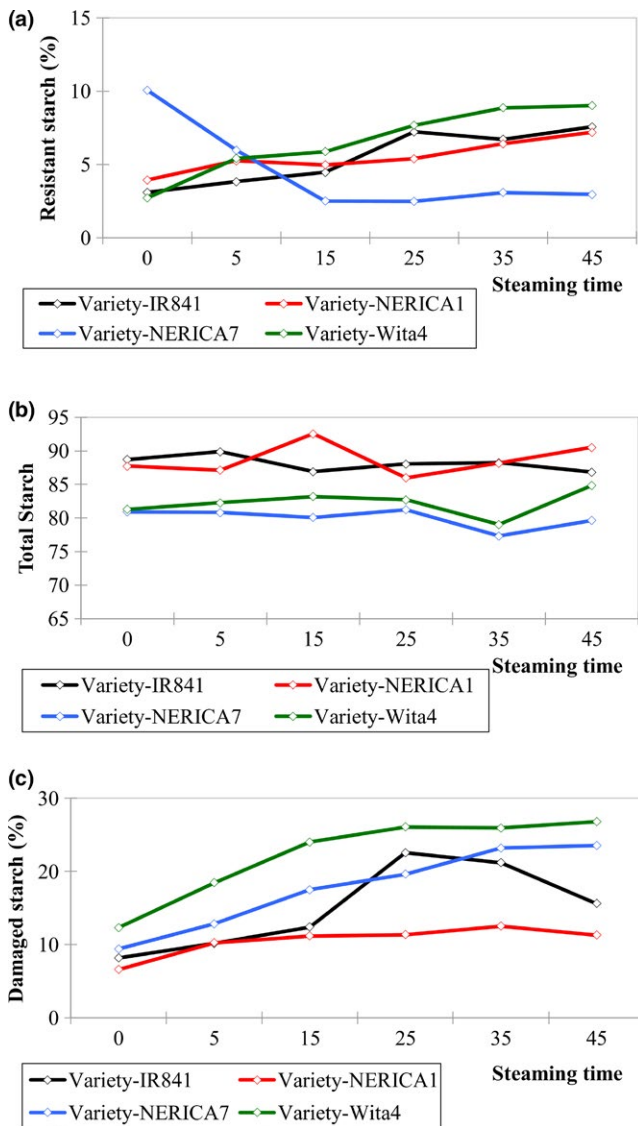 (a)
Resistant starch (%)
15
10
5
0
0 5 15 25 35 45
Steaming time
Variety-IR841 Variety-NERICA1
Variety-NERICA7 Variety-Wita4
(b)
Total Starch
95
90
85
80
75
70
65
0 5 15 25 35 45
Steaming time
Variety-IR841 Variety-NERICA1
Variety-NERICA7 Variety-Wita4
(c)
Damaged starch (%)
30
20
10
0
0 5 15 25 35 45
Steaming time
Variety-IR841 Variety-NERICA1
Variety-NERICA7 Variety-Wita4